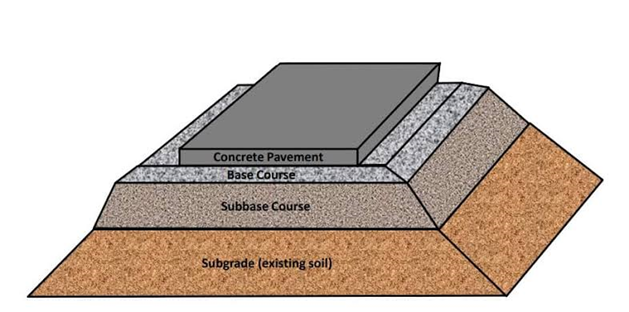 Concrete Pavement
Base Course
Subbase Course
Subgrade (existing soil)